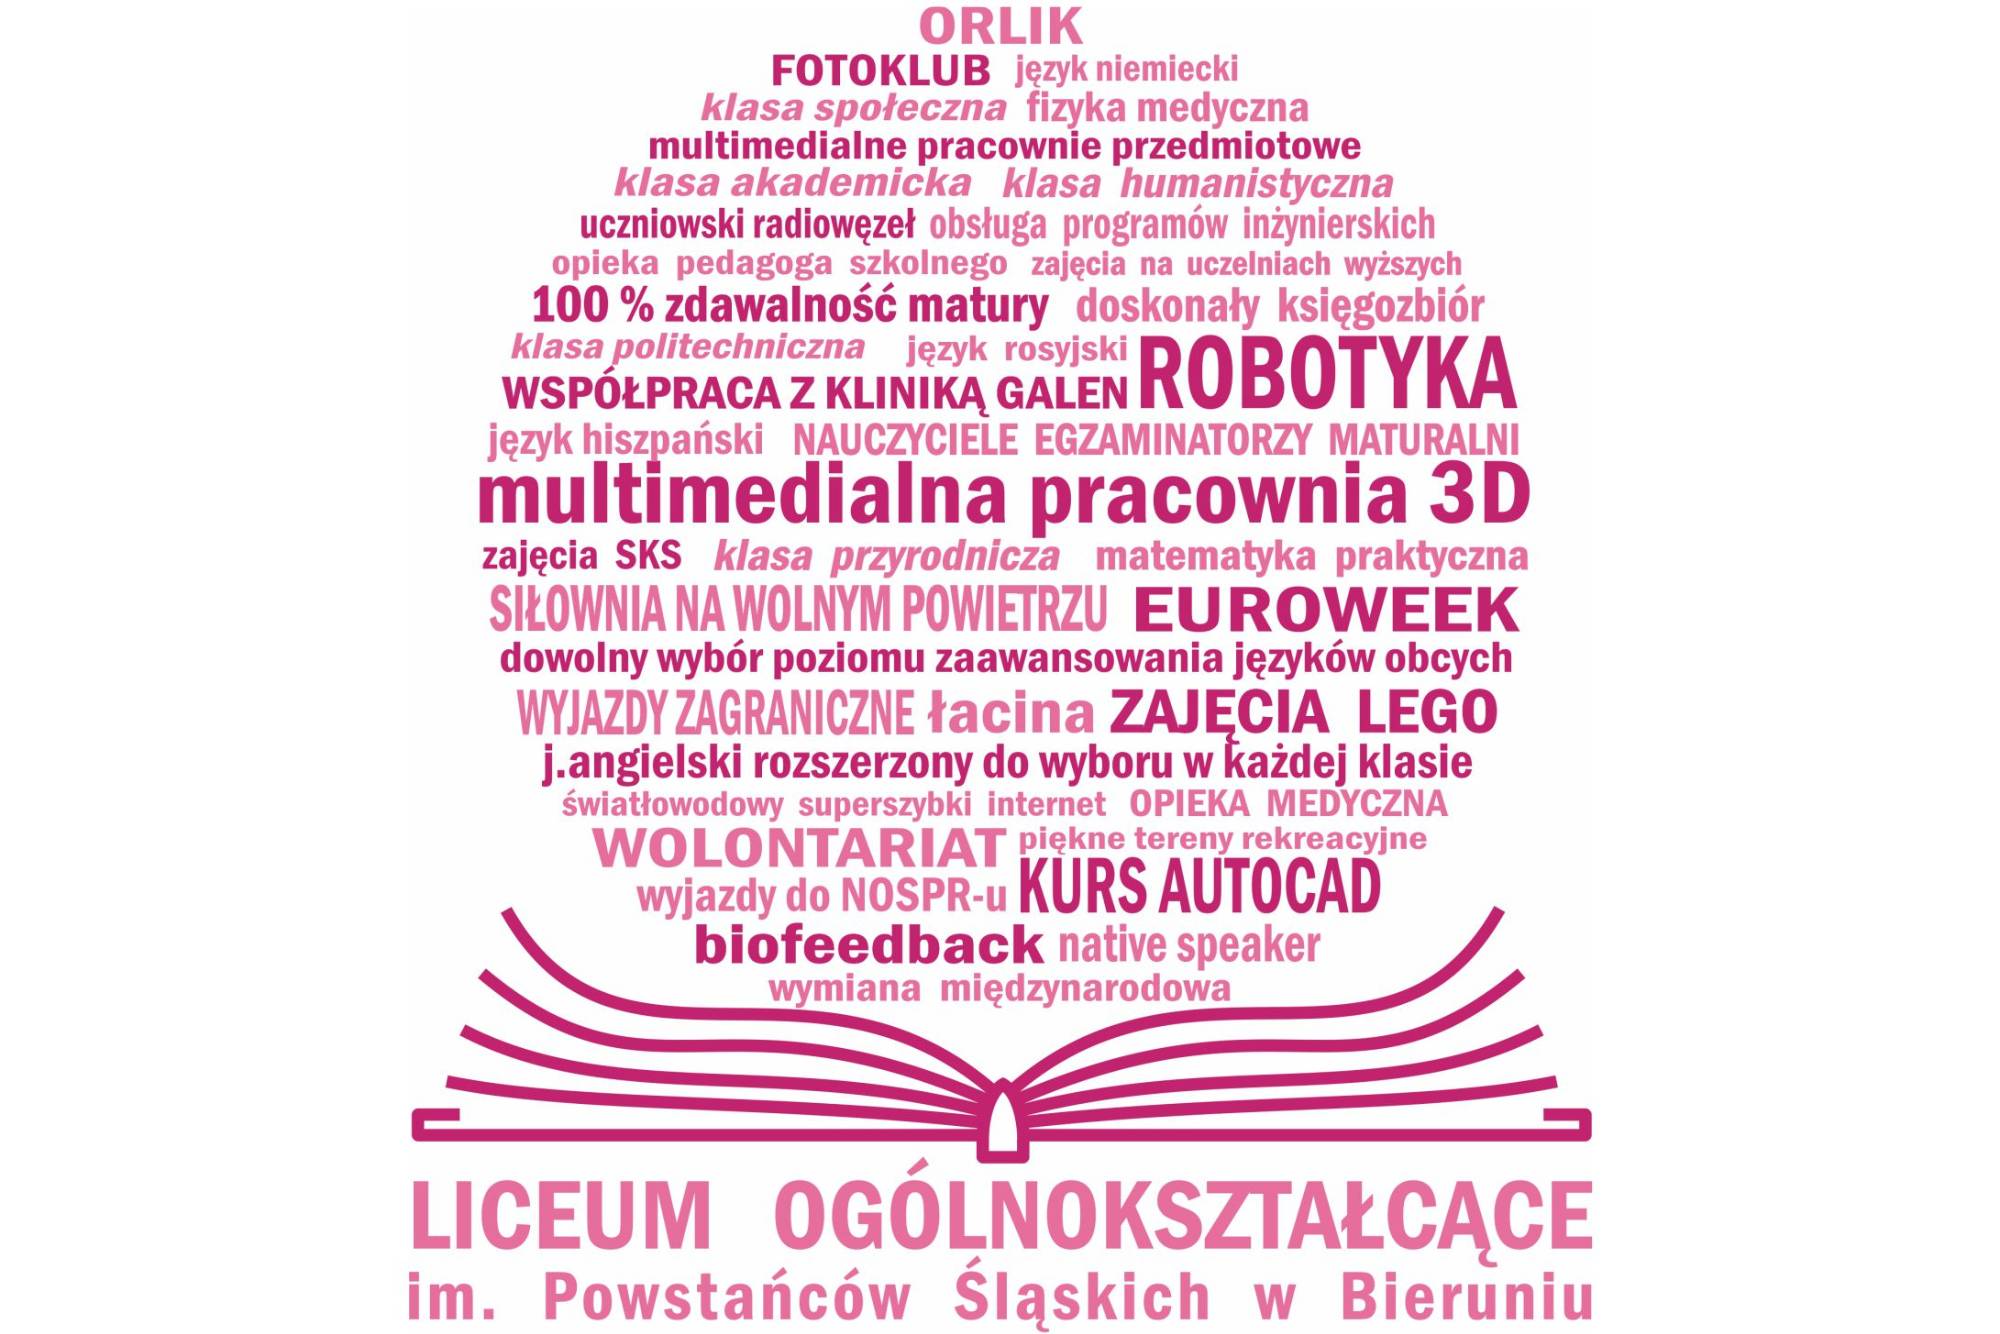 ORLIK
FOTOKLUB język niemiecki
klasa społeczna fizyka medyczna
multimedialne pracownie przedmiotowe
klasa akademicka klasa humanistyczna
uczniowski radiowęzeł obsługa programów inżynierskich
opieka pedagoga szkolnego zajęcia na uczelniach wyższych
100 % zdawalność matury doskonały księgozbiór
klasa politechniczna język rosyjski ROBOTYKA
WSPÓŁPRACA Z KLINIKĄ GALEN
język hiszpański NAUCZYCIELE EGZAMINATORZY MATURALNI
multimedialna pracownia 3D
zajęcia SKS klasa przyrodnicza matematyka praktyczna
SIŁOWNIA NA WOLNYM POWIETRZU EUROWEEK
dowolny wybór poziomu zaawansowania języków obcych
WYJAZDY ZAGRANICZNE łacina ZAJĘCIA LEGO
j.angielski rozszerzony do wyboru w każdej klasie
światłowodowy superszybki internet OPIEKA MEDYCZNA
WOLONTARIAT piękne tereny rekreacyjne
wyjazdy do NOSPR-u KURS AUTOCAD
biofeedback native speaker
wymiana międzynarodowa
LICEUM OGÓLNOKSZTAŁCĄCE
im. Powstańców Śląskich w Bieruniu